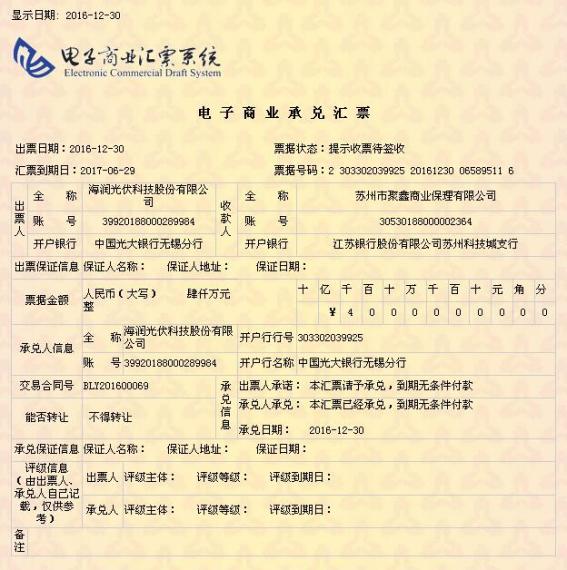 显示日期: 2016-12-30
电子商业汇票系统
Electronic Commercial Draft System
电子商业承兑汇票
出票日期：2016-12-30 票据状态：提示收票待签收
汇票到期日：2017-06-29 票据号码：2 303302039925 20161230 06589511 6
出票人 全称 海润光伏科技股份有限公司 收款人 全称 苏州市聚鑫商业保理有限公司
账号 39920188000289984 账号 30530188000002364
开户银行 中国光大银行无锡分行 开户银行 江苏银行股份有限公司苏州科技城支行
出票保证信息 保证人名称： 保证人地址： 保证日期：
票据金额 人民币（大写） 肆仟万元整 十 亿 千 百 十 万 千 百 十 元 角 分
¥ 4 0 0 0 0 0 0 0 0 0
承兑人信息 全称 海润光伏科技股份有限公司 开户行行号 303302039925
账号 39920188000289984 开户行名称 中国光大银行无锡分行
交易合同号 BLY201600069 承兑信息 出票人承诺： 本汇票请予承兑，到期无条件付款
能否转让 不得转让 承兑人承兑： 本汇票已经承兑，到期无条件付款
承兑日期： 2016-12-30
承兑保证信息 保证人名称： 保证人地址： 保证日期：
评级信息（由出票人、承兑人自己记载，仅供参考） 出票人 评级主体： 评级等级： 评级到期日：
承兑人 评级主体： 评级等级： 评级到期日：
备注